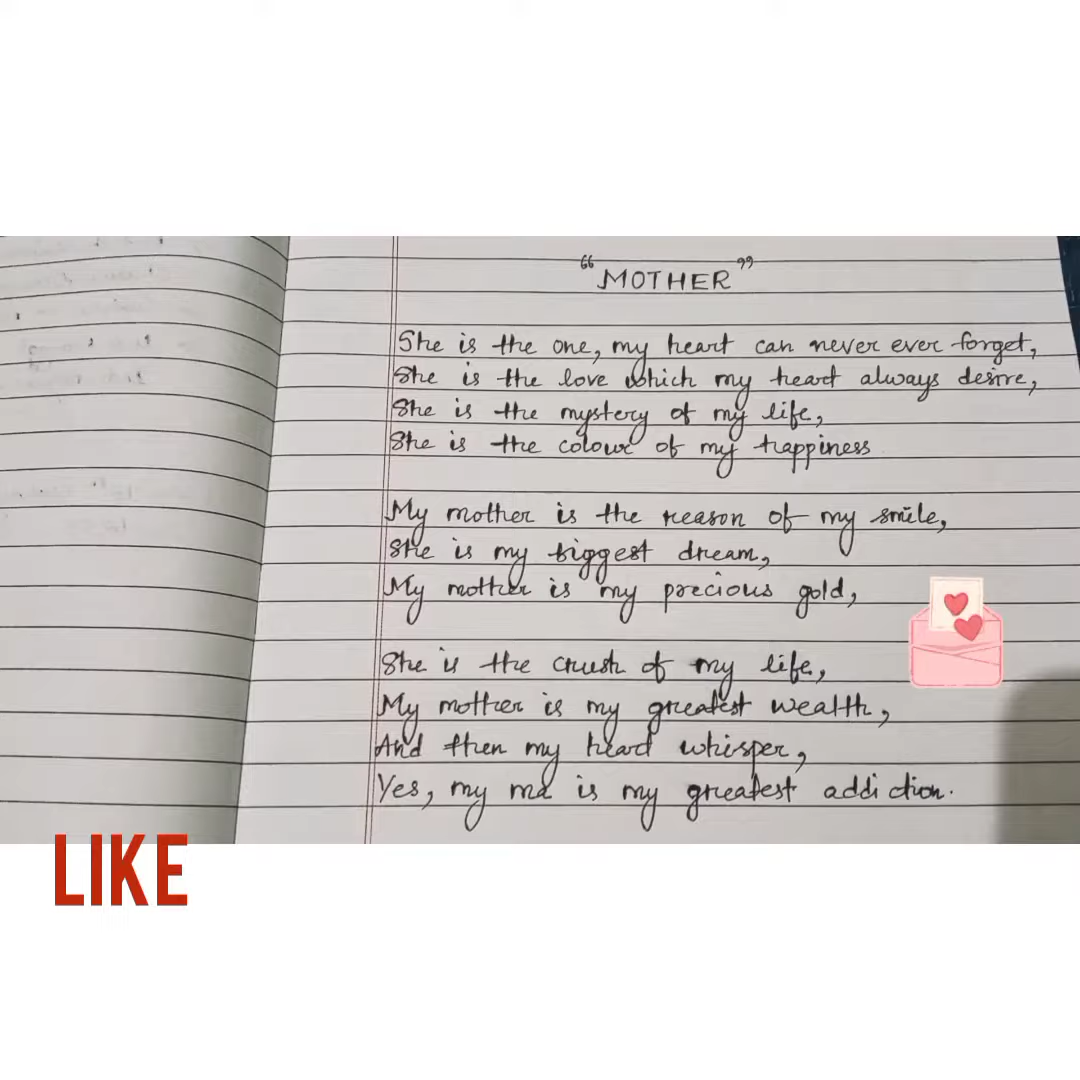 "MOTHER"
She is the one, my heart can never ever forget,
She is the love which my heart always desire,
She is the mystery of my life,
She is the colour of my happiness
My mother is the reason of my smile,
She is my biggest dream,
My mother is my precious gold,
She is the crush of my life,
My mother is my greatest wealth,
And then my heart whisper,
Yes, my ma is my greatest addiction.
LIKE